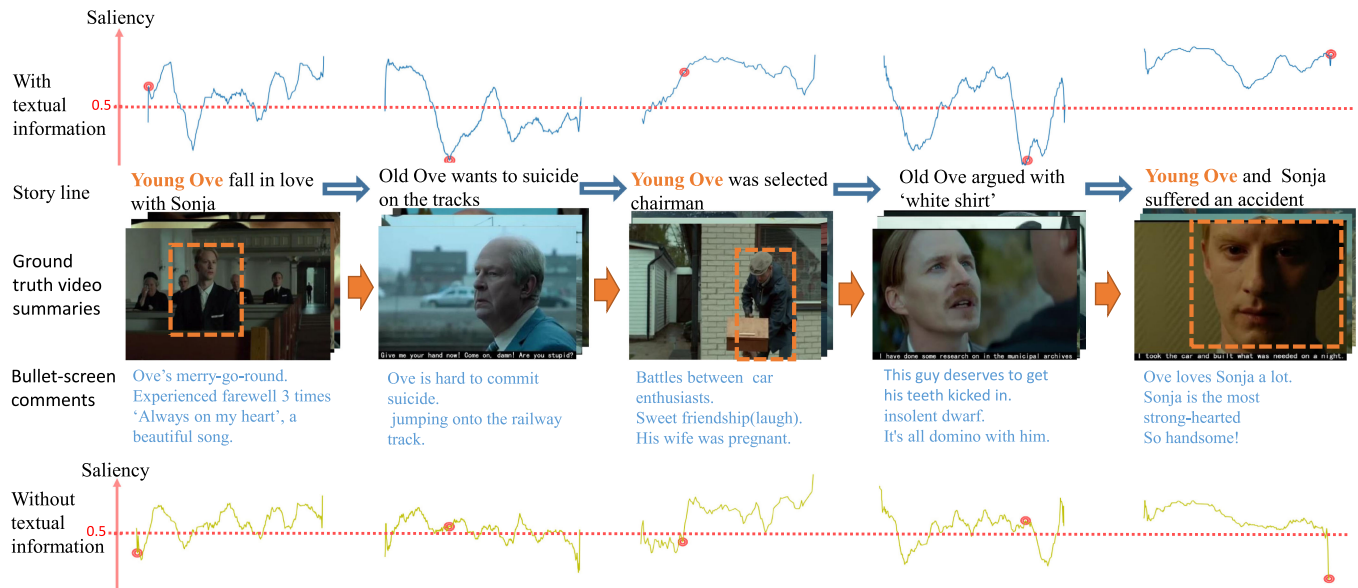 Saliency
With
textual
information
0.5
Story line
Young Ove fall in love
with Sonja
Old Ove wants to suicide
on the tracks
Young Ove was selected
chairman
Old Ove argued with
‘white shirt’
Young Ove and Sonja
suffered an accident
Ground
truth video
summaries
Give me your hand now! Come on, damn! Are you stupid?
I have done some research on in the municipal archives
I took the car and built what was needed on a night.
Bullet-screen
comments
Ove’s merry-go-round.
Experienced farewell 3 times
‘Always on my heart’, a
beautiful song.
Ove is hard to commit
suicide.
jumping onto the railway
track.
Battles between car
enthusiasts.
Sweet friendship(laugh).
His wife was pregnant.
This guy deserves to get
his teeth kicked in.
insolent dwarf.
It's all domino with him.
Ove loves Sonja a lot.
Sonja is the most
strong-hearted
So handsome!
Saliency
Without
textual
information
0.5